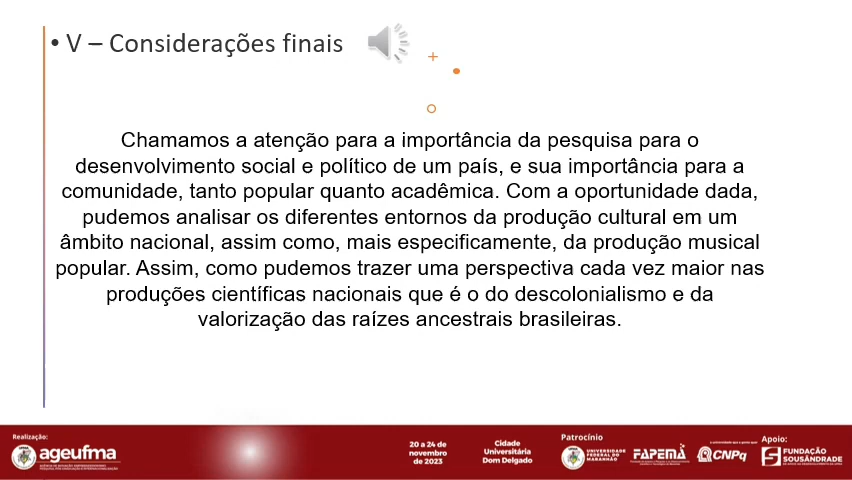 • V – Considerações finais
Chamamos a atenção para a importância da pesquisa para o
desenvolvimento social e político de um país, e sua importância para a
comunidade, tanto popular quanto acadêmica. Com a oportunidade dada,
pudemos analisar os diferentes entornos da produção cultural em um
âmbito nacional, assim como, mais especificamente, da produção musical
popular. Assim, como pudemos trazer uma perspectiva cada vez maior nas
produções científicas nacionais que é o do descolonialismo e da
valorização das raízes ancestrais brasileiras.
Realização:
ageufma
20 a 24 de
novembro
de 2023
Cidade
Universitária
Dom Delgado
Patrocínio
UNIVERSIDADE
FEDERAL DO
MARANHÃO
FAPEMA
CNPq
Apoio:
FUNDAÇÃO
SOUSÂNDRADE